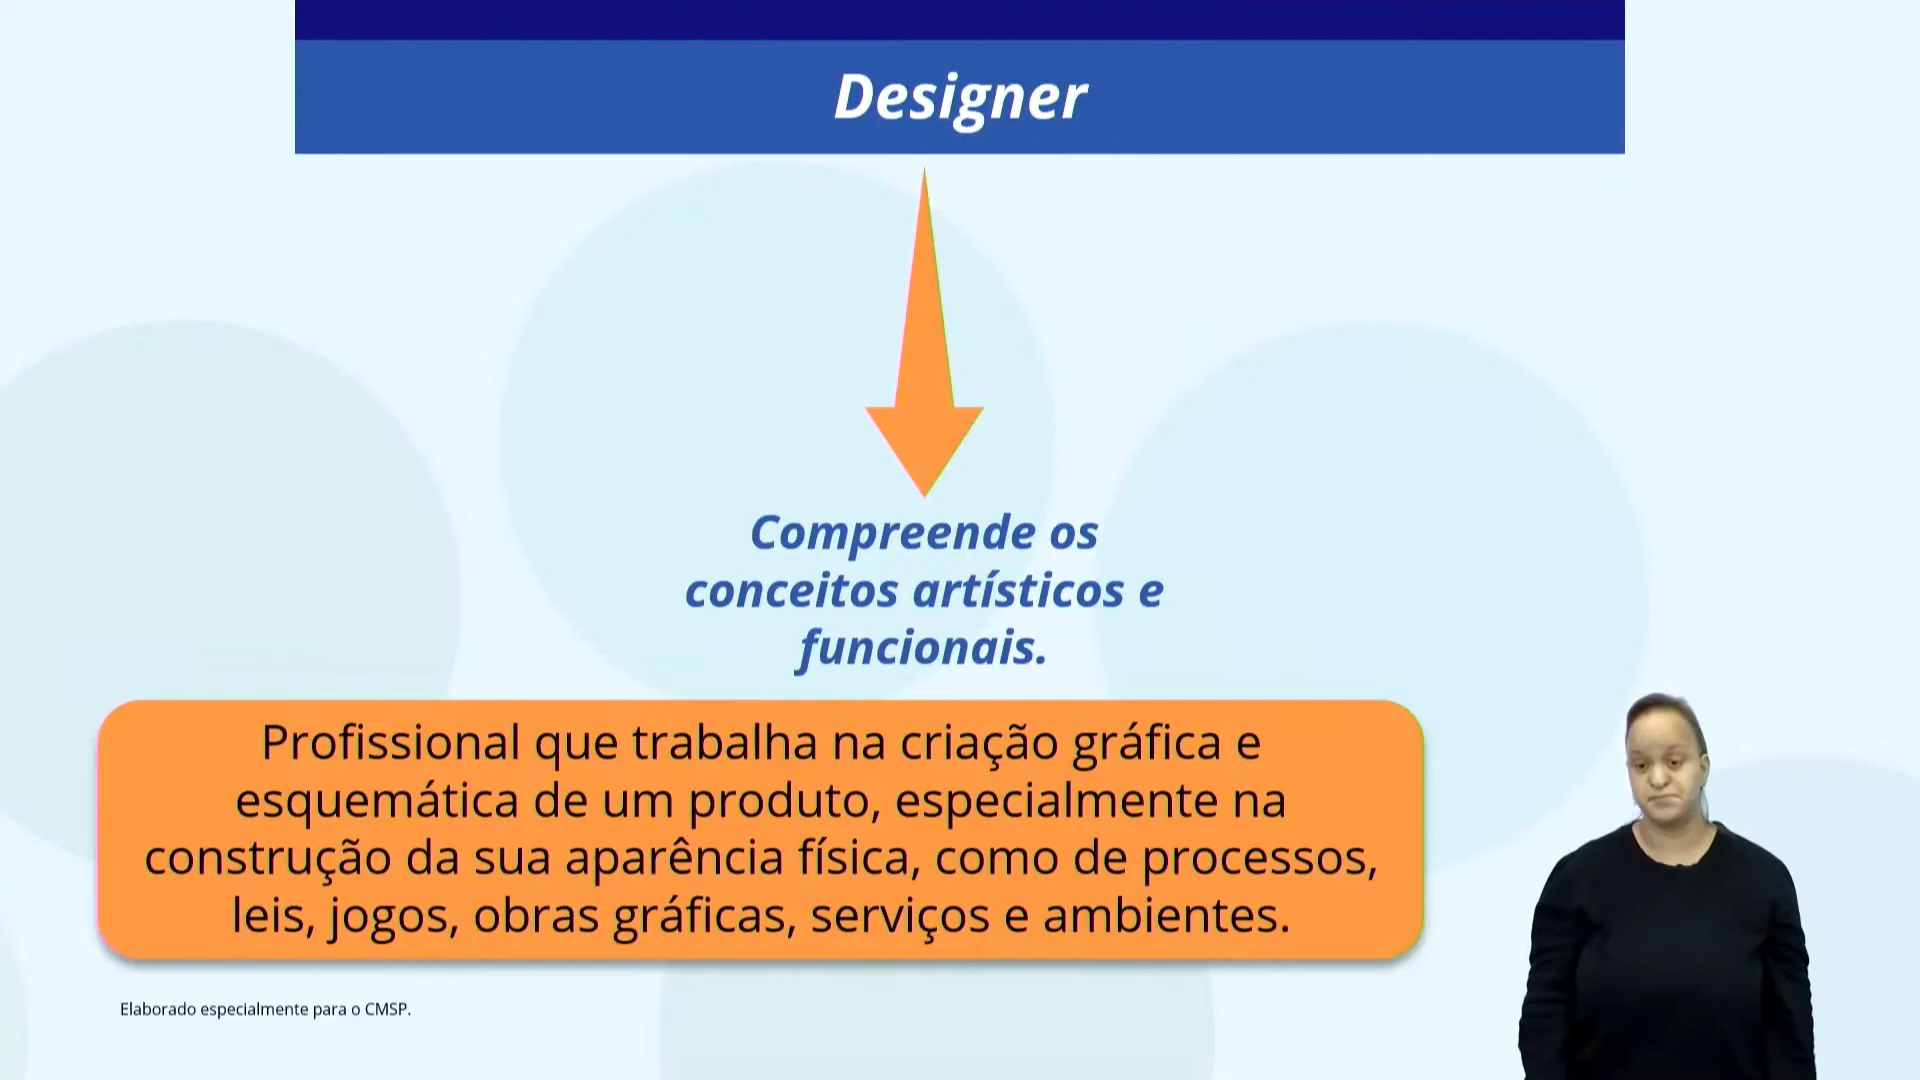 Designer
Compreende os
conceitos artísticos e
funcionais.
Profissional que trabalha na criação gráfica e
esquemática de um produto, especialmente na
construção da sua aparência física, como de processos,
leis, jogos, obras gráficas, serviços e ambientes.
Elaborado especialmente para o CMSP.